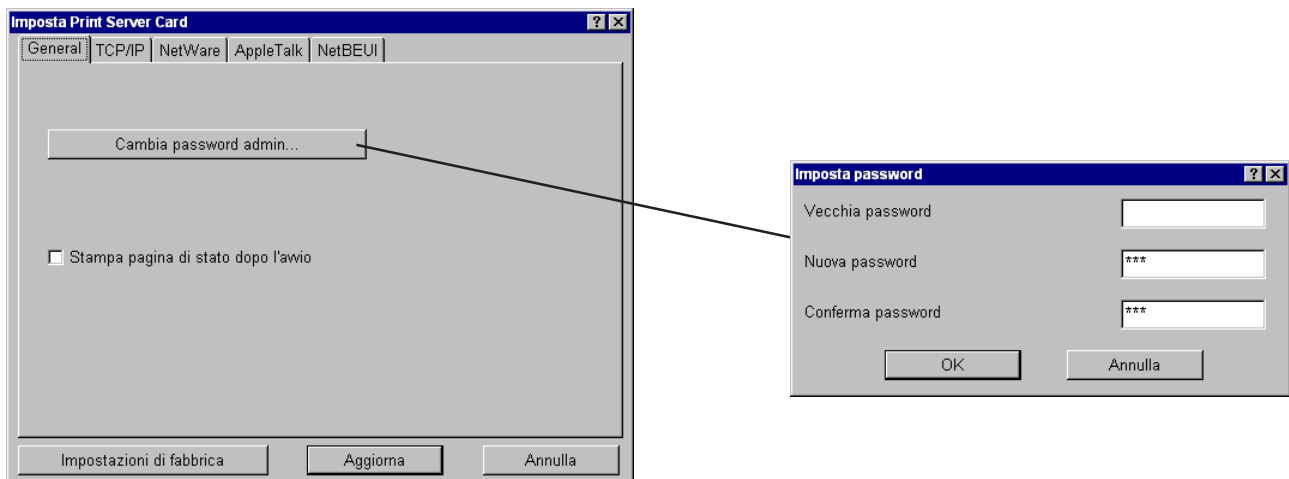 Imposta Print Server Card
General TCP/IP NetWare AppleTalk NetBEUI
Cambia password admin...
Stampa pagina di stato dopo l'avvio
Impostazioni di fabbrica Aggiorna Annulla
Imposta password
Vecchia password
Nuova password ***
Conferma password ***
OK Annulla